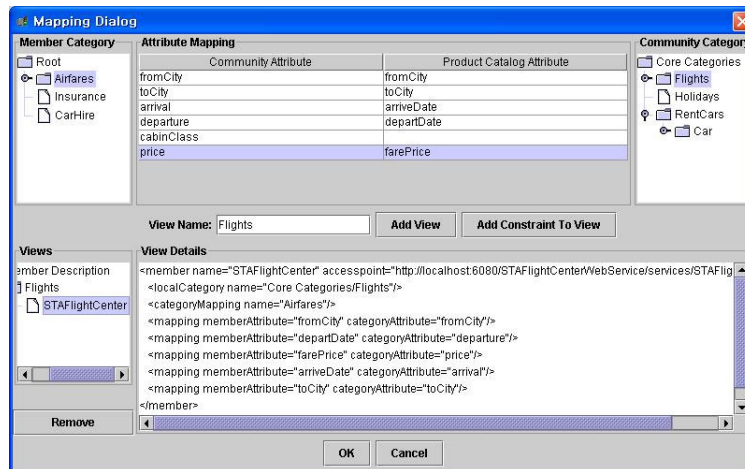 Mapping Dialog
Member Category
Root
Airfares
Insurance
CarHire
Attribute Mapping
Community Attribute Product Catalog Attribute
fromCity fromCity
toCity toCity
arrival arriveDate
departure departDate
cabinClass
price farePrice
Community Category
Core Categories
Flights
Holidays
RentCars
Car
View Name: Flights Add View Add Constraint To View
Views
ember Description
Flights
STAFlightCenter
Remove
View Details
<member name="STAFlightCenter" accesspoint="http://localhost:6080/STAFlightCenterWebService/services/STAFlig
<localCategory name="Core Categories/Flights"/>
<categoryMapping name="Airfares"/>
<mapping memberAttribute="fromCity" categoryAttribute="fromCity"/>
<mapping memberAttribute="departDate" categoryAttribute="departure"/>
<mapping memberAttribute="farePrice" categoryAttribute="price"/>
<mapping memberAttribute="arriveDate" categoryAttribute="arrival"/>
<mapping memberAttribute="toCity" categoryAttribute="toCity"/>
</member>
OK Cancel